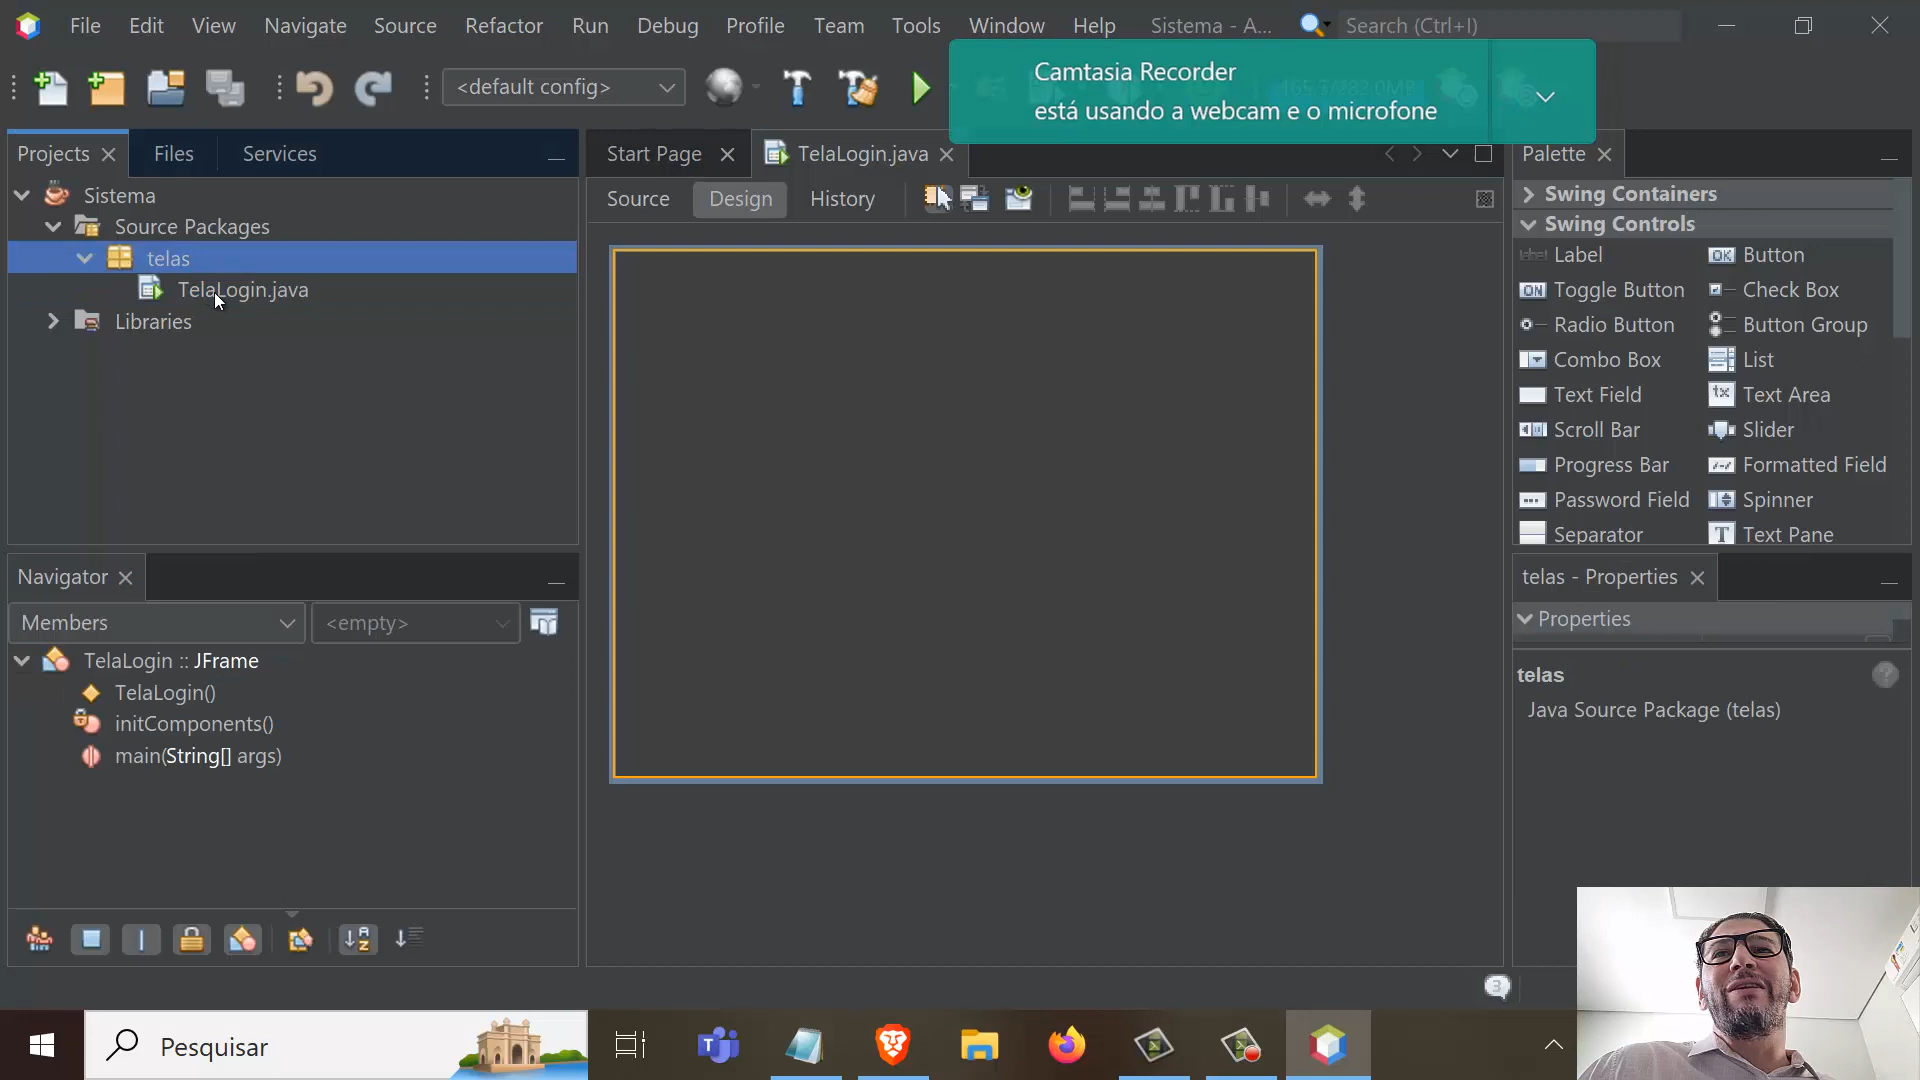 File Edit View Navigate Source Refactor Run Debug Profile Team Tools Window Help Sistema - A... Search (Ctrl+I)
<default config>
Camtasia Recorder
está usando a webcam e o microfone
Projects Files Services
Start Page TelaLogin.java
Palette
Sistema
Source Packages
telas
TelaLogin.java
Libraries
Source Design History
Swing Containers
Swing Controls
Label Button
Toggle Button Check Box
Radio Button Button Group
Combo Box List
Text Field Text Area
Scroll Bar Slider
Progress Bar Formatted Field
Password Field Spinner
Separator Text Pane
Navigator
Members <empty>
TelaLogin :: JFrame
TelaLogin()
initComponents()
main(String[] args)
telas - Properties
Properties
telas
Java Source Package (telas)
3
Pesquisar